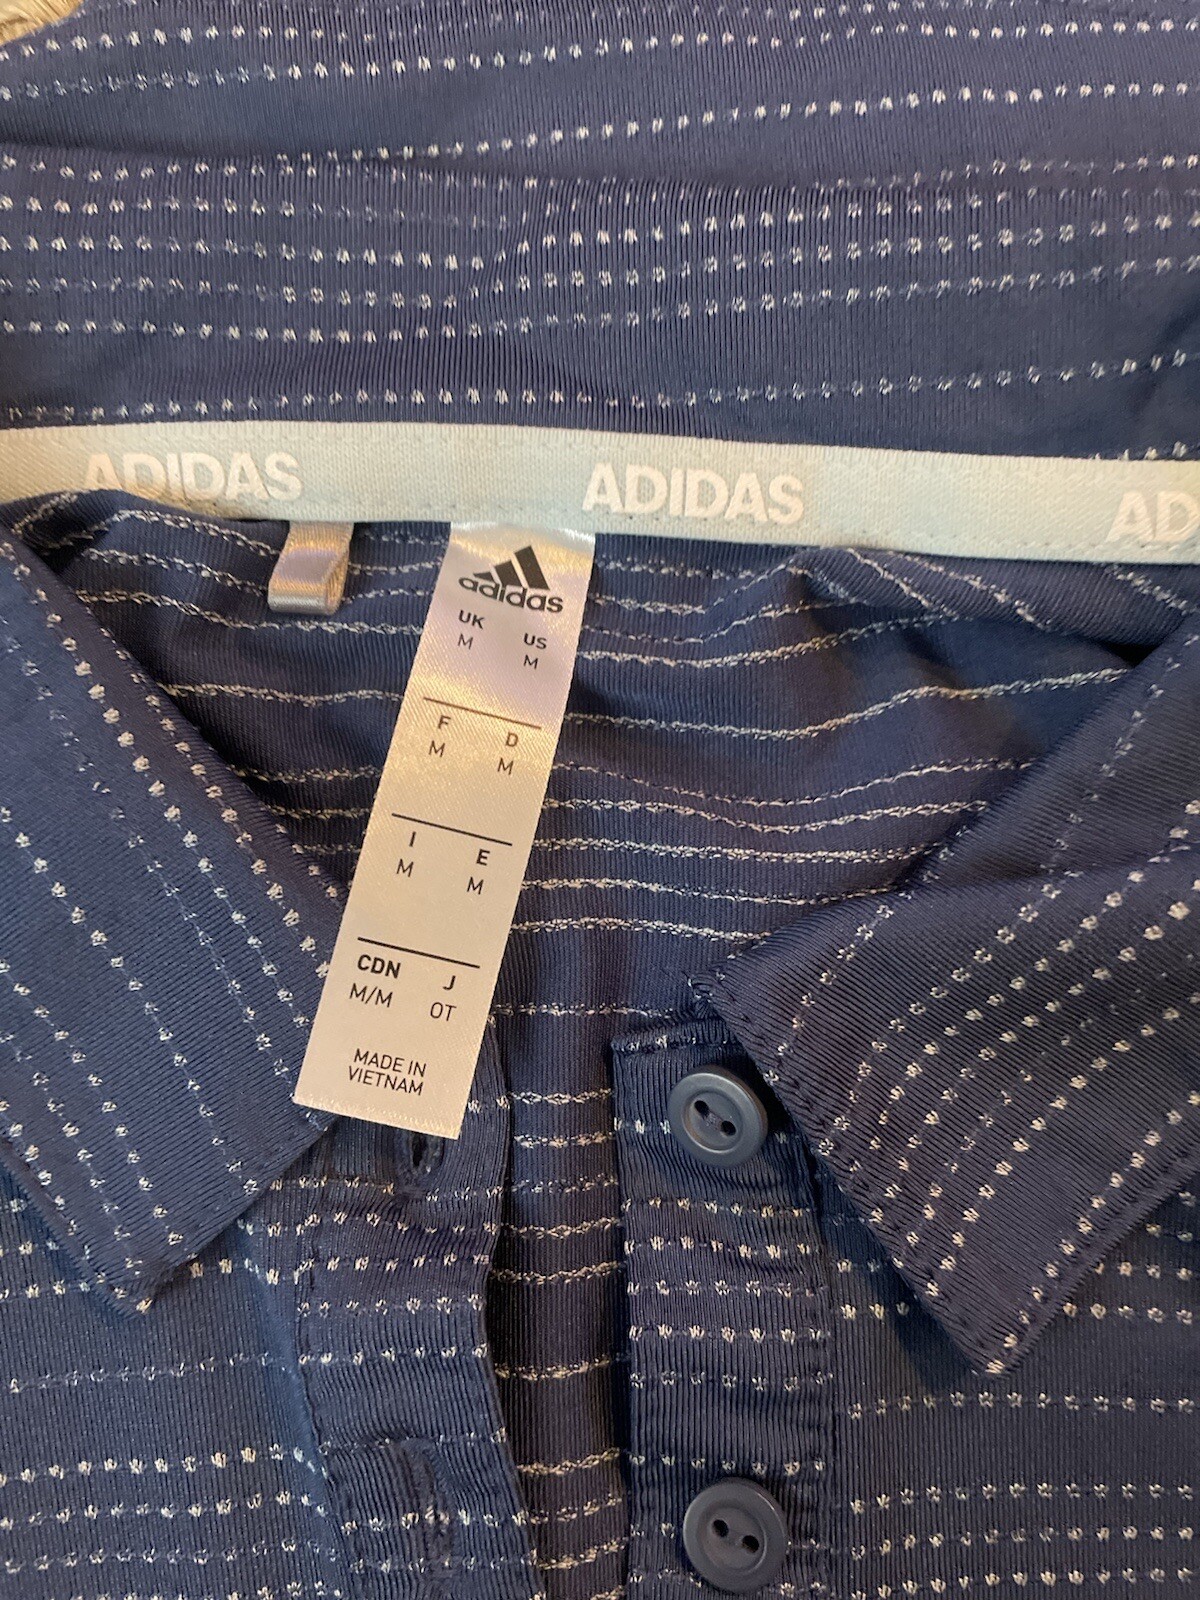 ADIDAS ADIDAS AD
adidas
UK US
M M
F D
M M
I E
M M
CDN J
M/M OT
MADE IN
VIETNAM